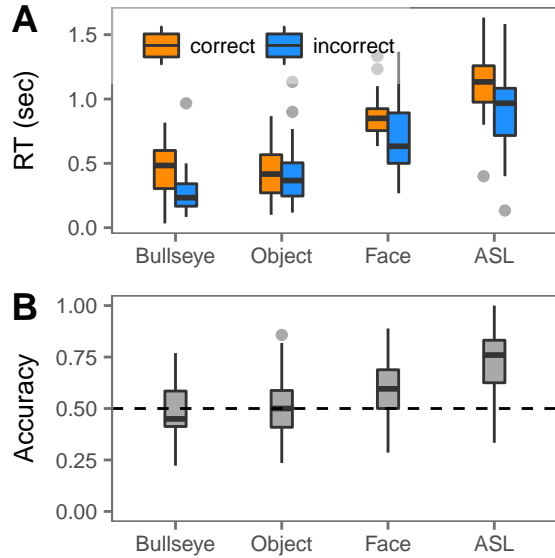 A
RT (sec)
1.5
1.0
0.5
0.0
correct
incorrect
Bullseye Object Face ASL
B
Accuracy
1.00
0.75
0.50
0.25
0.00
Bullseye Object Face ASL